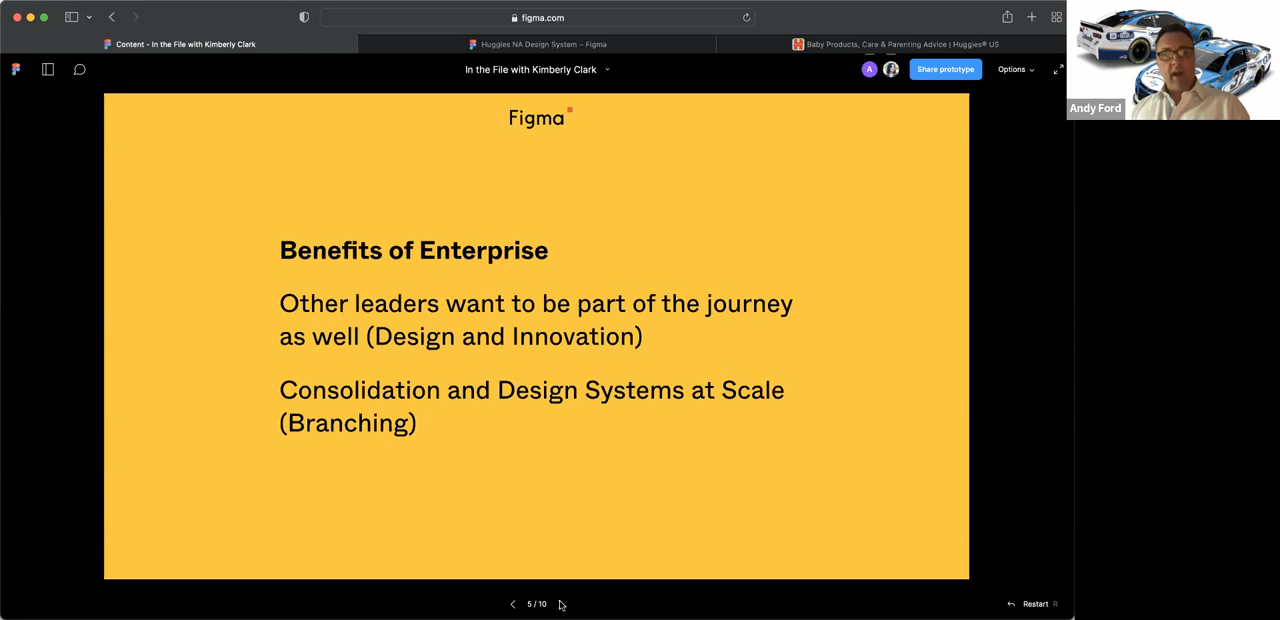 figma.com
Content - In the File with Kimberly Clark
Huggies NA Design System – Figma
Baby Products, Care & Parenting Advice | Huggies® US
In the File with Kimberly Clark
A
Share prototype
Options
Andy Ford
Figma
Benefits of Enterprise
Other leaders want to be part of the journey
as well (Design and Innovation)
Consolidation and Design Systems at Scale
(Branching)
5 / 10
Restart R